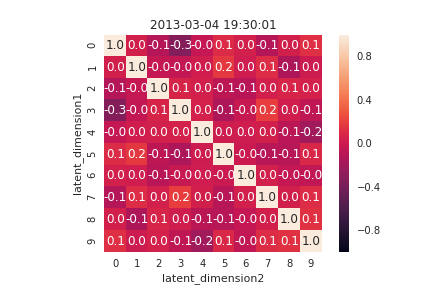 2013-03-04 19:30:01
latent_dimension1
0 1.0 0.0 -0.1 -0.3 -0.0 0.1 0.0 -0.1 0.0 0.1
1 0.0 1.0 -0.0 -0.0 0.0 0.2 0.0 0.1 -0.1 0.0
2 -0.1 -0.0 1.0 0.1 0.0 -0.1 -0.1 0.0 0.1 0.0
3 -0.3 -0.0 0.1 1.0 0.0 -0.1 -0.0 0.2 0.0 -0.1
4 -0.0 0.0 0.0 0.0 1.0 0.0 0.0 0.0 -0.1 -0.2
5 0.1 0.2 -0.1 -0.1 0.0 1.0 -0.0 -0.1 -0.1 0.1
6 0.0 0.0 -0.1 -0.0 0.0 -0.0 1.0 0.0 -0.0 -0.0
7 -0.1 0.1 0.0 0.2 0.0 -0.1 0.0 1.0 0.0 0.1
8 0.0 -0.1 0.1 0.0 -0.1 -0.1 -0.0 0.0 1.0 0.1
9 0.1 0.0 0.0 -0.1 -0.2 0.1 -0.0 0.1 0.1 1.0
0 1 2 3 4 5 6 7 8 9
latent_dimension2
0.8
0.4
0.0
−0.4
−0.8